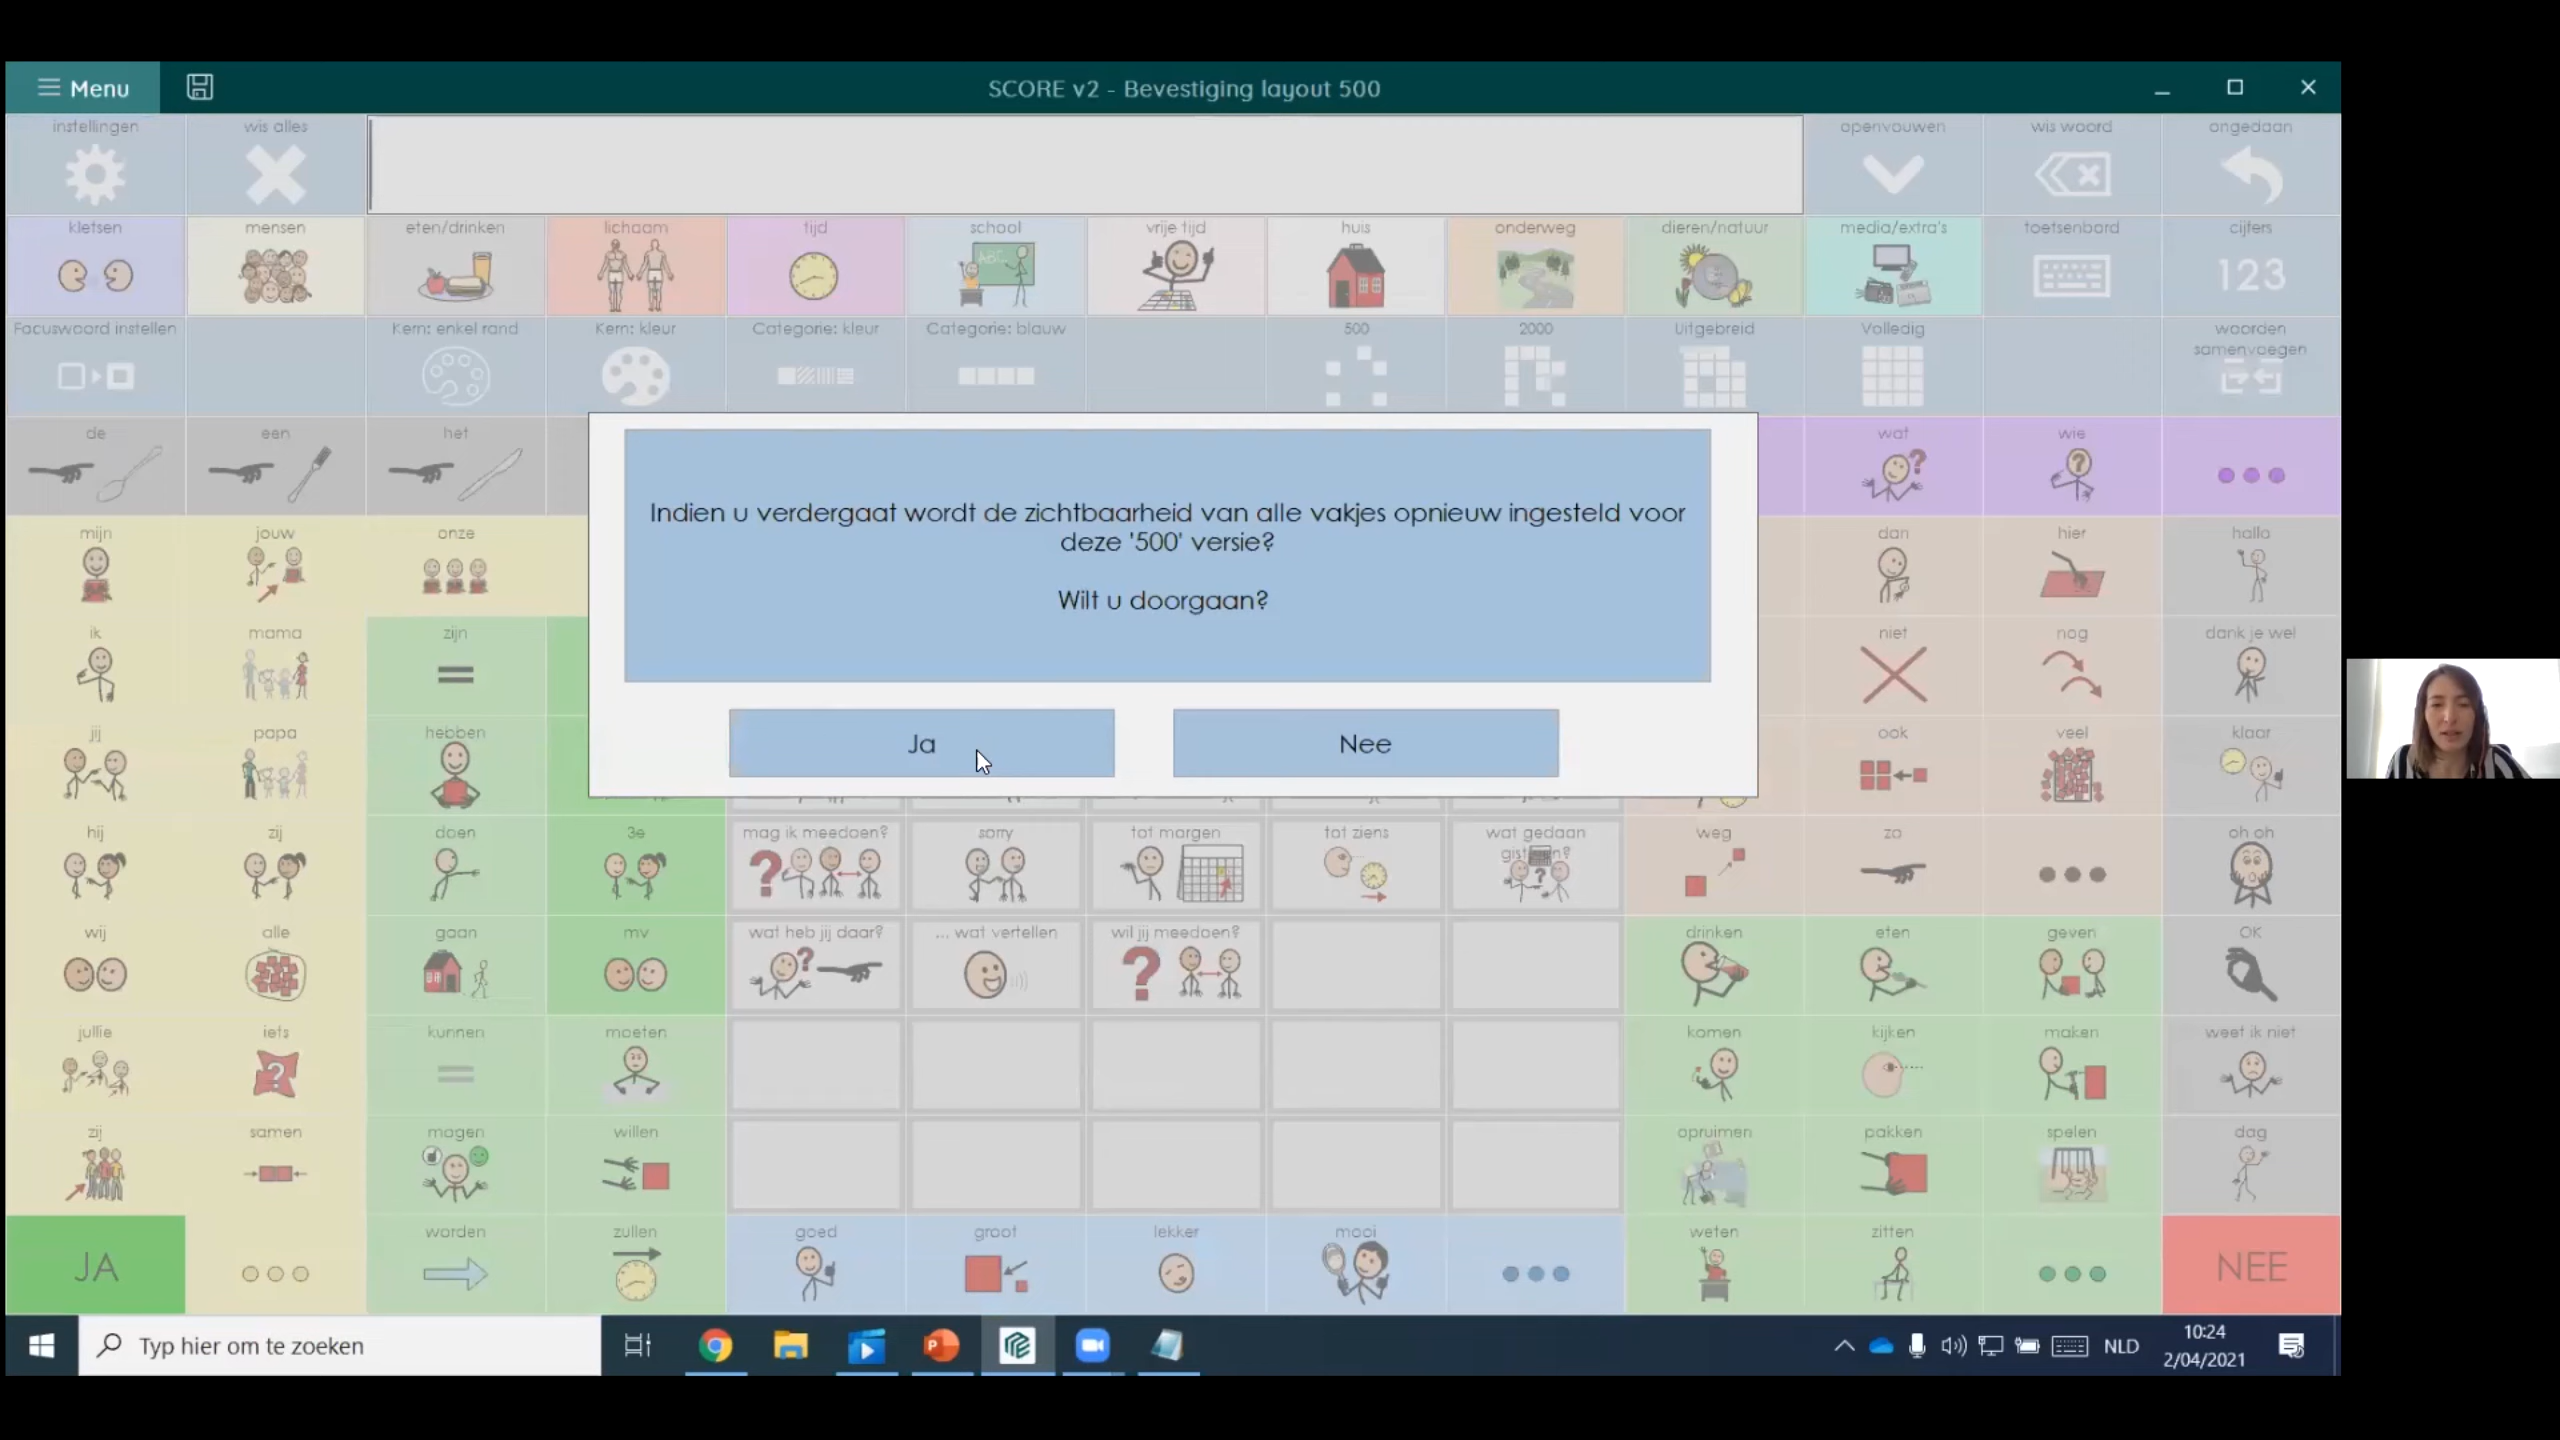 Menu
SCORE v2 - Bevestiging layout 500
instellingen
wis alles
openvouwen
wis woord
ongedaan
kletsen
mensen
eten/drinken
lichaam
tijd
school
vrije tijd
huis
onderweg
dieren/natuur
media/extra's
toetsenbord
cijfers
ABC
123
Focuswoord instellen
Kern: enkel rand
Kern: kleur
Categorie: kleur
Categorie: blauw
500
2000
Uitgebreid
Volledig
woorden
samenvoegen
de
een
het
wat
wie
Indien u verdergaat wordt de zichtbaarheid van alle vakjes opnieuw ingesteld voor
deze '500' versie?
Wilt u doorgaan?
Ja
Nee
mijn
jouw
onze
dan
hier
hallo
ik
mama
zijn
niet
nog
dank je wel
jij
papa
hebben
ook
veel
klaar
hij
zij
doen
3e
mag ik meedoen?
sorry
tot morgen
tot ziens
wat gedaan
gisteren?
weg
zo
oh oh
wij
alle
gaan
mv
wat heb jij daar?
... wat vertellen
wil jij meedoen?
drinken
eten
geven
OK
jullie
iets
kunnen
moeten
komen
kijken
maken
weet ik niet
zij
samen
mogen
willen
opruimen
pakken
spelen
dag
JA
worden
zullen
goed
groot
lekker
mooi
weten
zitten
NEE
Typ hier om te zoeken
NLD
10:24
2/04/2021